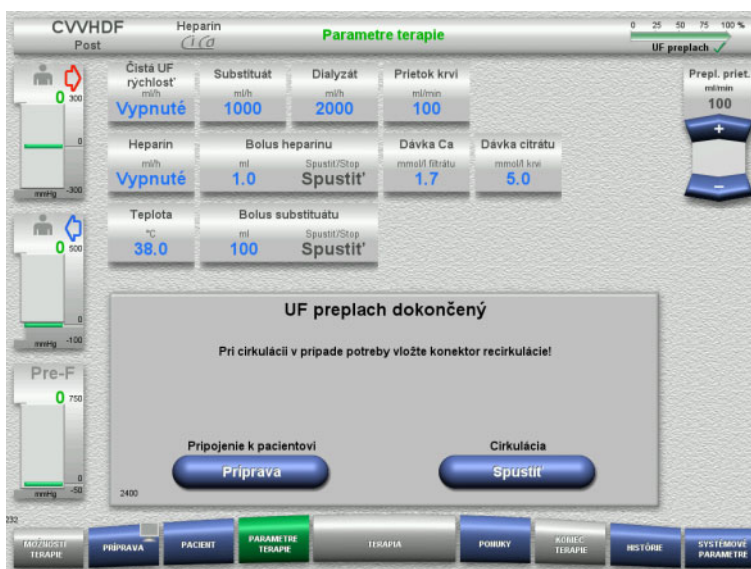 CVVHDF
Post
Heparin
Cica
Parametre terapie
0 25 50 75 100 %
UF preplach
0
300
0
mmHg
-300
0
500
0
mmHg
-100
Pre-F
0
750
0
mmHg
-50
Čistá UF
rýchlosť
ml/h
Vypnuté
Substituát
ml/h
1000
Dialyzát
ml/h
2000
Prietok krvi
ml/min
100
Prepl. priet.
ml/min
100
+
−
Heparín
ml/h
Vypnuté
Bolus heparínu
ml
1.0
Spustiť/Stop
Spustiť
Dávka Ca
mmol/l filtrátu
1.7
Dávka citrátu
mmol/l krvi
5.0
Teplota
°C
38.0
Bolus substituátu
ml
100
Spustiť/Stop
Spustiť
UF preplach dokončený
Pri cirkulácii v prípade potreby vložte konektor recirkulácie!
Pripojenie k pacientovi
Príprava
Cirkulácia
Spustiť
2400
232
MOŽNOSTI
TERAPIE
PRÍPRAVA
PACIENT
PARAMETRE
TERAPIE
TERAPIA
PONUKY
KONIEC
TERAPIE
HISTÓRIE
SYSTÉMOVÉ
PARAMETRE